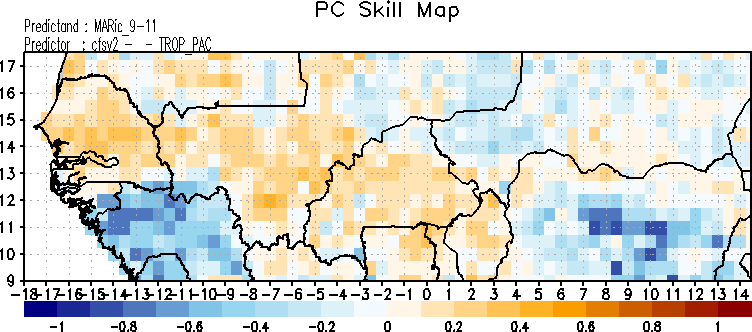 PC Skill Map
Predictand : MARic_9-11
Predictor : cfsv2 - - TROP_PAC
17
16
15
14
13
12
11
10
9
-18 -17 -16 -15 -14 -13 -12 -11 -10 -9 -8 -7 -6 -5 -4 -3 -2 -1 0 1 2 3 4 5 6 7 8 9 10 11 12 13 14
-1 -0.8 -0.6 -0.4 -0.2 0 0.2 0.4 0.6 0.8 1